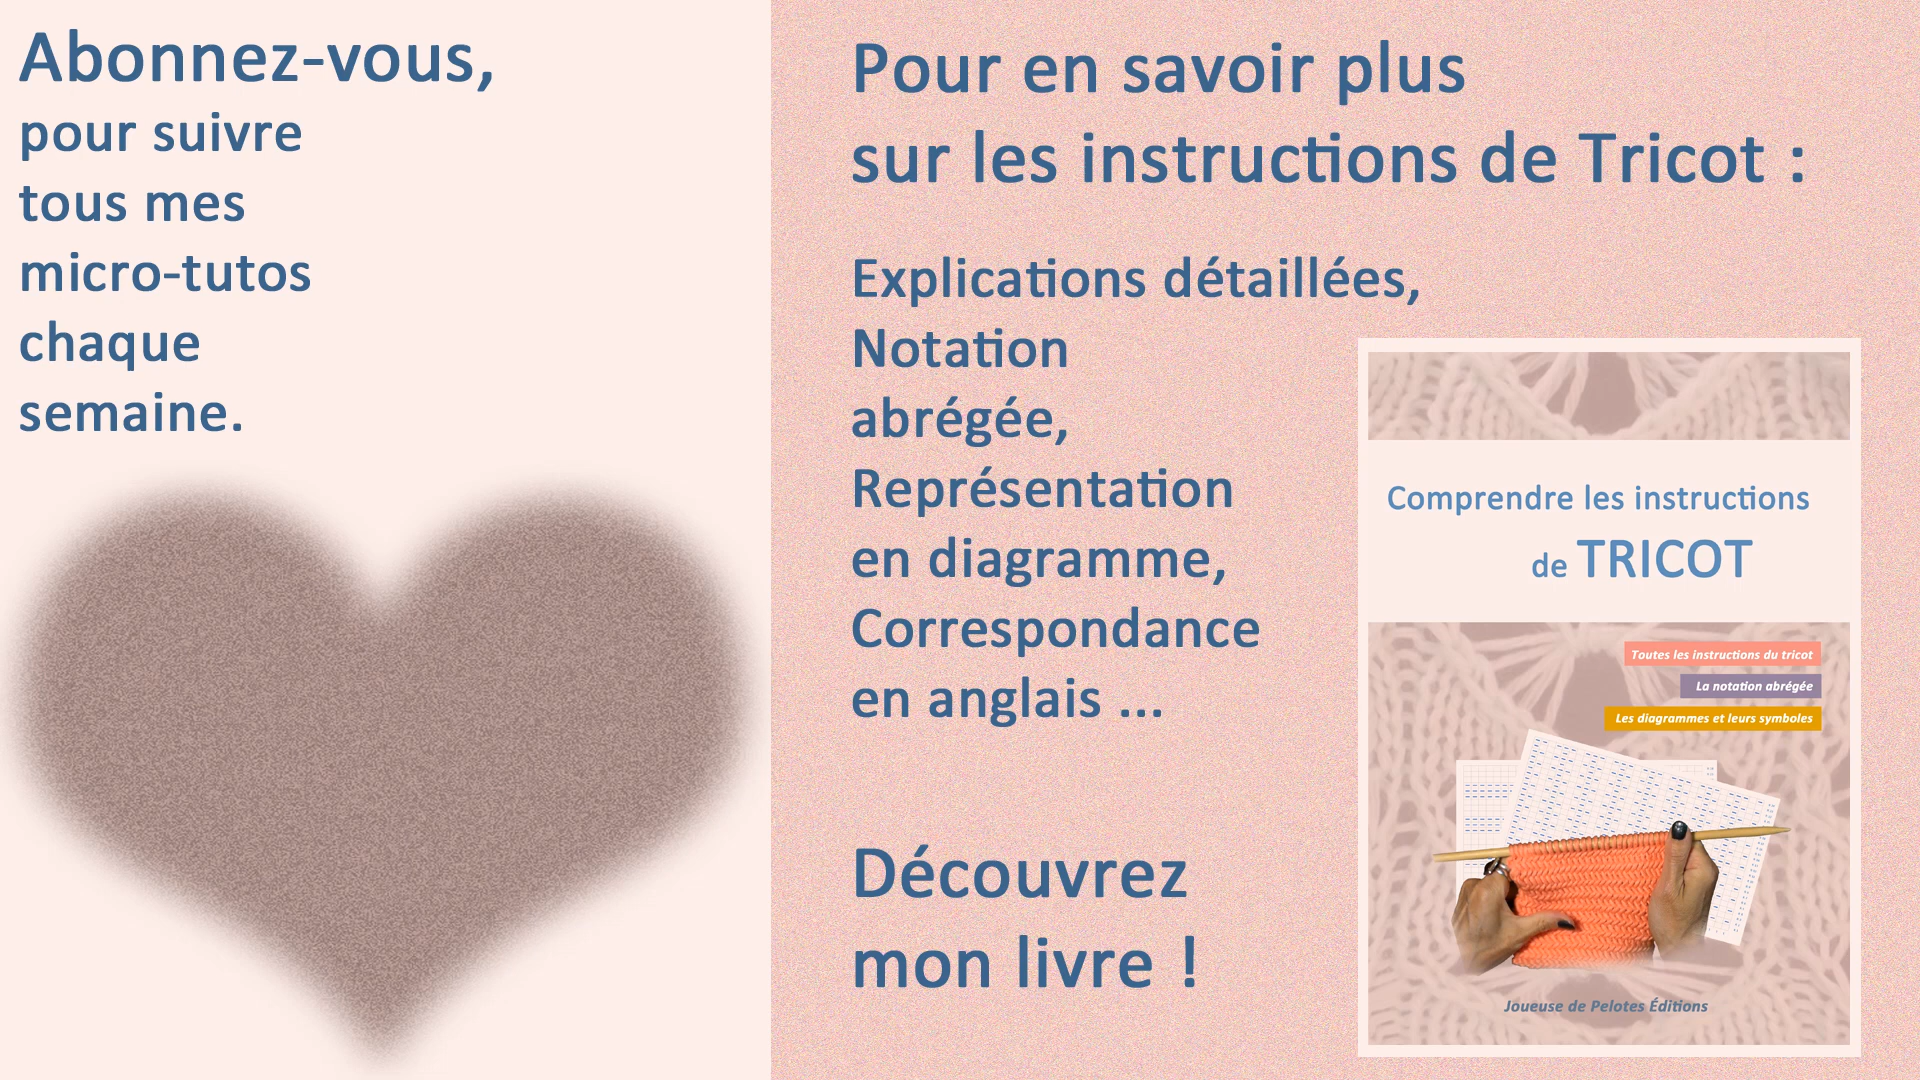 Abonnez-vous,
pour suivre
tous mes
micro-tutos
chaque
semaine.
Pour en savoir plus
sur les instructions de Tricot :
Explications détaillées,
Notation
abrégée,
Représentation
en diagramme,
Correspondance
en anglais ...
Découvrez
mon livre !
Comprendre les instructions
de TRICOT
Toutes les instructions du tricot
La notation abrégée
Les diagrammes et leurs symboles
Joueuse de Pelotes Éditions